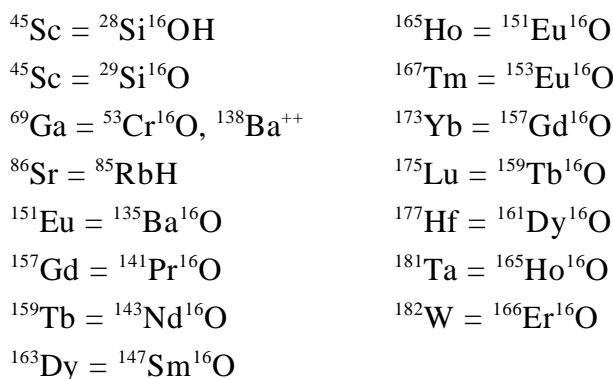 ⁴⁵Sc = ²⁸Si¹⁶OH
⁴⁵Sc = ²⁹Si¹⁶O
⁶⁹Ga = ⁵³Cr¹⁶O, ¹³⁸Ba⁺⁺
⁸⁶Sr = ⁸⁵RbH
¹⁵¹Eu = ¹³⁵Ba¹⁶O
¹⁵⁷Gd = ¹⁴¹Pr¹⁶O
¹⁵⁹Tb = ¹⁴³Nd¹⁶O
¹⁶³Dy = ¹⁴⁷Sm¹⁶O
¹⁶⁵Ho = ¹⁵¹Eu¹⁶O
¹⁶⁷Tm = ¹⁵³Eu¹⁶O
¹⁷³Yb = ¹⁵⁷Gd¹⁶O
¹⁷⁵Lu = ¹⁵⁹Tb¹⁶O
¹⁷⁷Hf = ¹⁶¹Dy¹⁶O
¹⁸¹Ta = ¹⁶⁵Ho¹⁶O
¹⁸²W = ¹⁶⁶Er¹⁶O